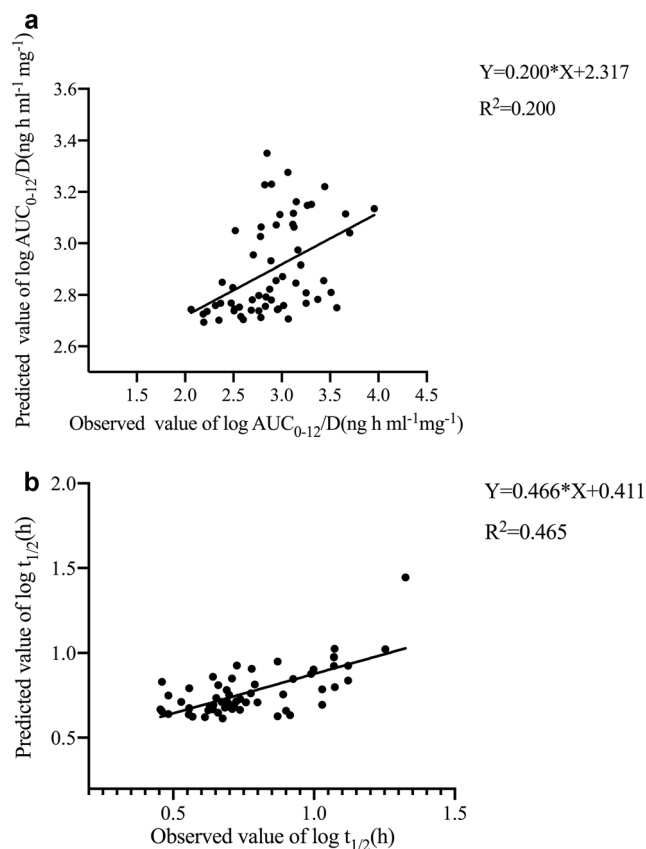 a
Y=0.200*X+2.317
R²=0.200
Predicted value of log AUC₀₋₁₂/D(ng h ml⁻¹ mg⁻¹)
3.6
3.4
3.2
3.0
2.8
2.6
1.5 2.0 2.5 3.0 3.5 4.0 4.5
Observed value of log AUC₀₋₁₂/D(ng h ml⁻¹mg⁻¹)
b
Y=0.466*X+0.411
R²=0.465
Predicted value of log t₁/₂(h)
2.0
1.5
1.0
0.5
0.5 1.0 1.5
Observed value of log t₁/₂(h)